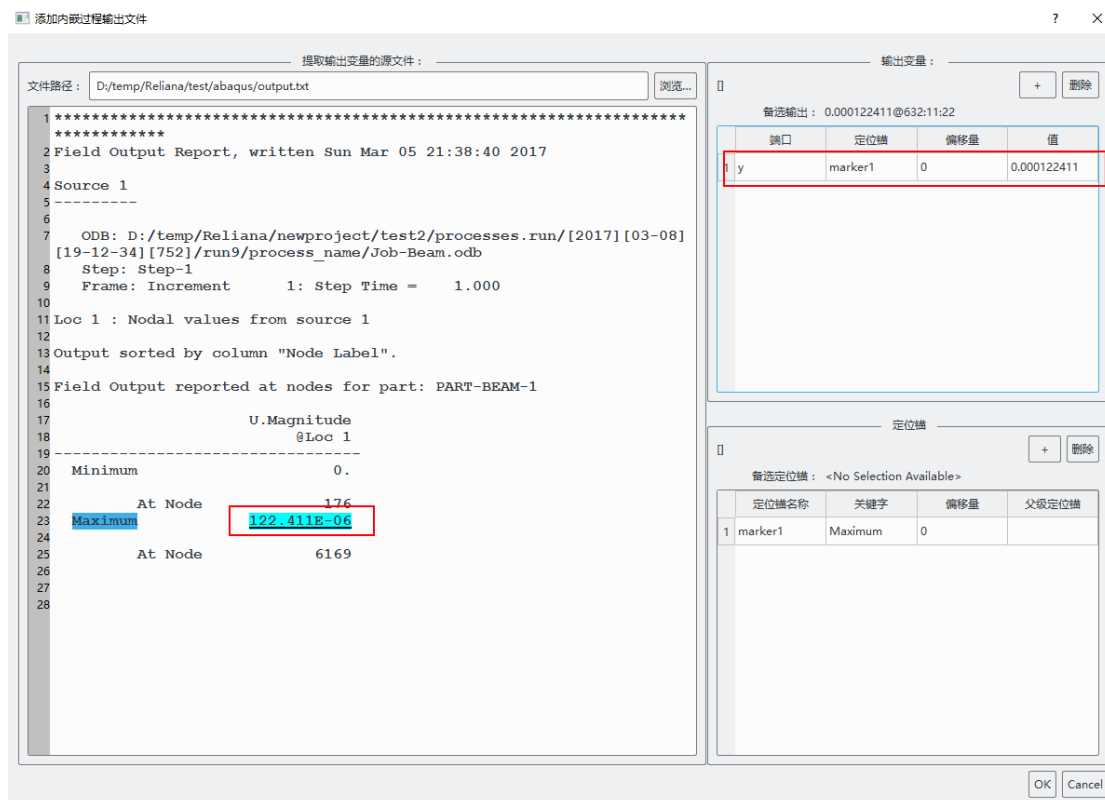 添加内嵌过程输出文件 ? ×
提取输出变量的源文件：
文件路径： D:/temp/Reliana/test/abaqus/output.txt 浏览...
1 ********************************************************************
************
2 Field Output Report, written Sun Mar 05 21:38:40 2017
3
4 Source 1
5 ---------
6
7 ODB: D:/temp/Reliana/newproject/test2/processes.run/[2017][03-08]
[19-12-34][752]/run9/process_name/Job-Beam.odb
8 Step: Step-1
9 Frame: Increment 1: Step Time = 1.000
10
11 Loc 1 : Nodal values from source 1
12
13 Output sorted by column "Node Label".
14
15 Field Output reported at nodes for part: PART-BEAM-1
16
17 U.Magnitude
18 @Loc 1
19 ----------------------------------
20 Minimum 0.
21
22 At Node 176
23 Maximum 122.411E-06
24
25 At Node 6169
26
27
28
输出变量：
[] + 删除
备选输出： 0.000122411@632:11:22
端口 定位锚 偏移量 值
1 y marker1 0 0.000122411
定位锚
[] + 删除
备选定位锚： <No Selection Available>
定位锚名称 关键字 偏移量 父级定位锚
1 marker1 Maximum 0
OK Cancel